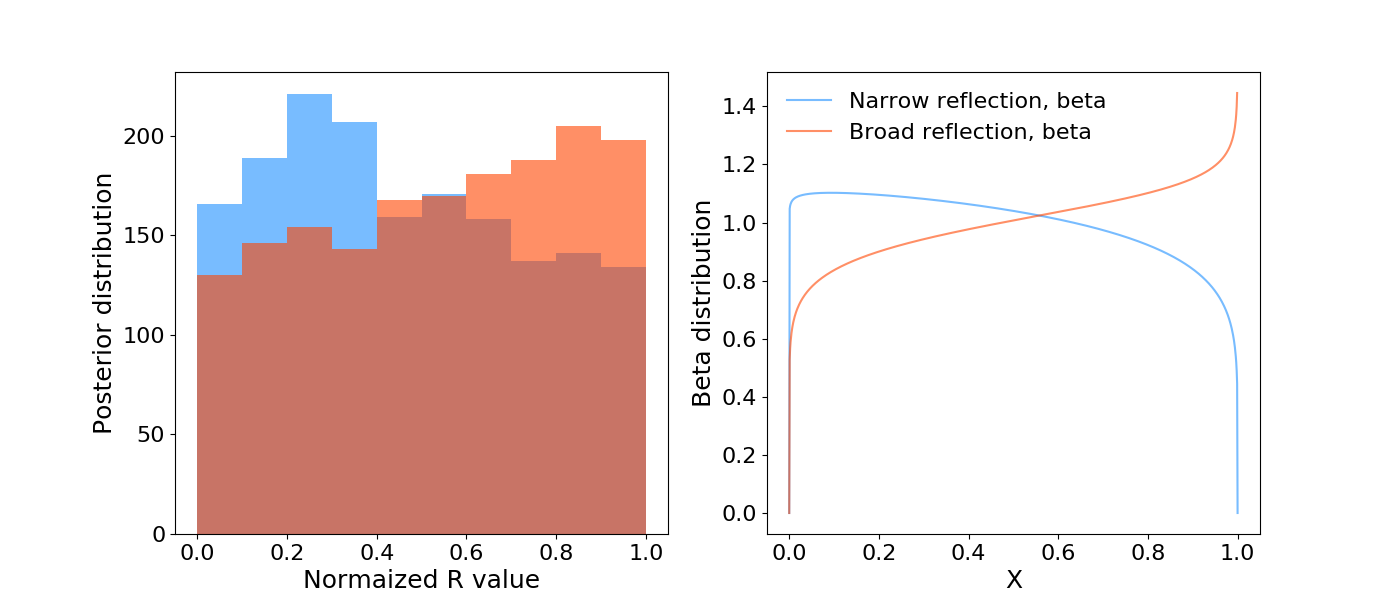 Posterior distribution
200
150
100
50
0
0.0 0.2 0.4 0.6 0.8 1.0
Normaized R value
Beta distribution
1.4
1.2
1.0
0.8
0.6
0.4
0.2
0.0
Narrow reflection, beta
Broad reflection, beta
0.0 0.2 0.4 0.6 0.8 1.0
X